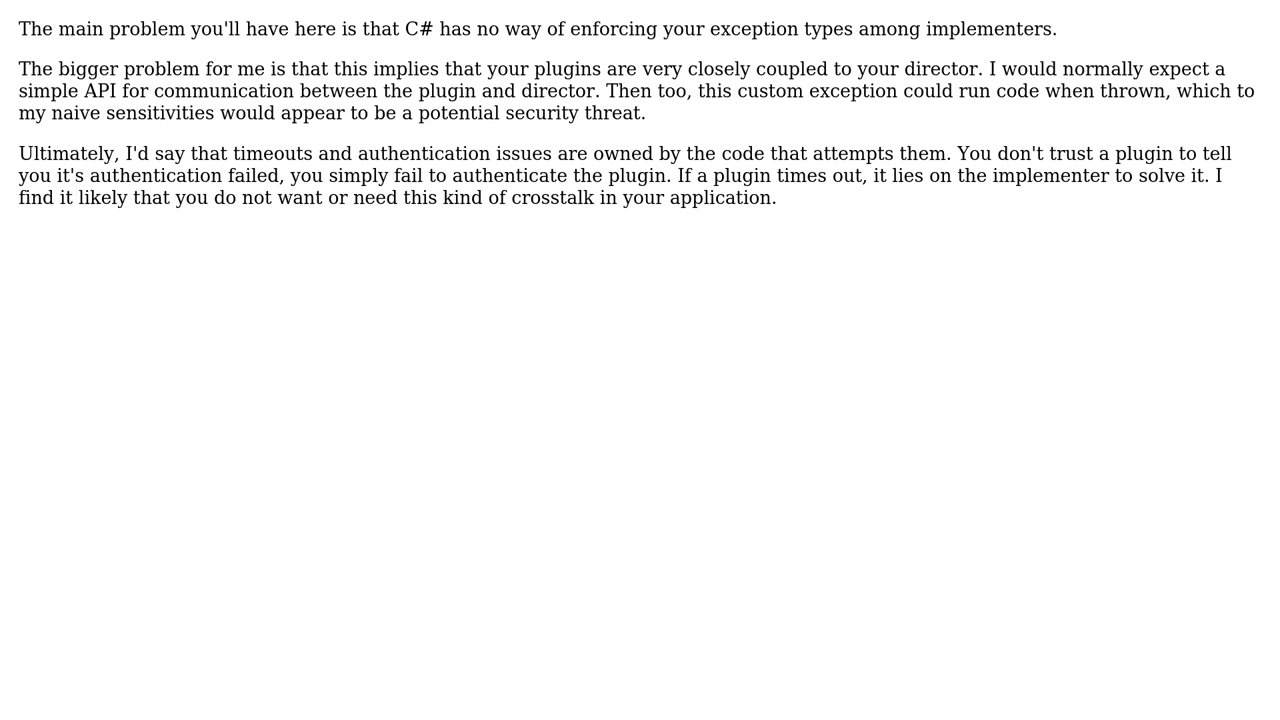 The main problem you'll have here is that C# has no way of enforcing your exception types among implementers.
The bigger problem for me is that this implies that your plugins are very closely coupled to your director. I would normally expect a
simple API for communication between the plugin and director. Then too, this custom exception could run code when thrown, which to
my naive sensitivities would appear to be a potential security threat.
Ultimately, I'd say that timeouts and authentication issues are owned by the code that attempts them. You don't trust a plugin to tell
you it's authentication failed, you simply fail to authenticate the plugin. If a plugin times out, it lies on the implementer to solve it. I
find it likely that you do not want or need this kind of crosstalk in your application.